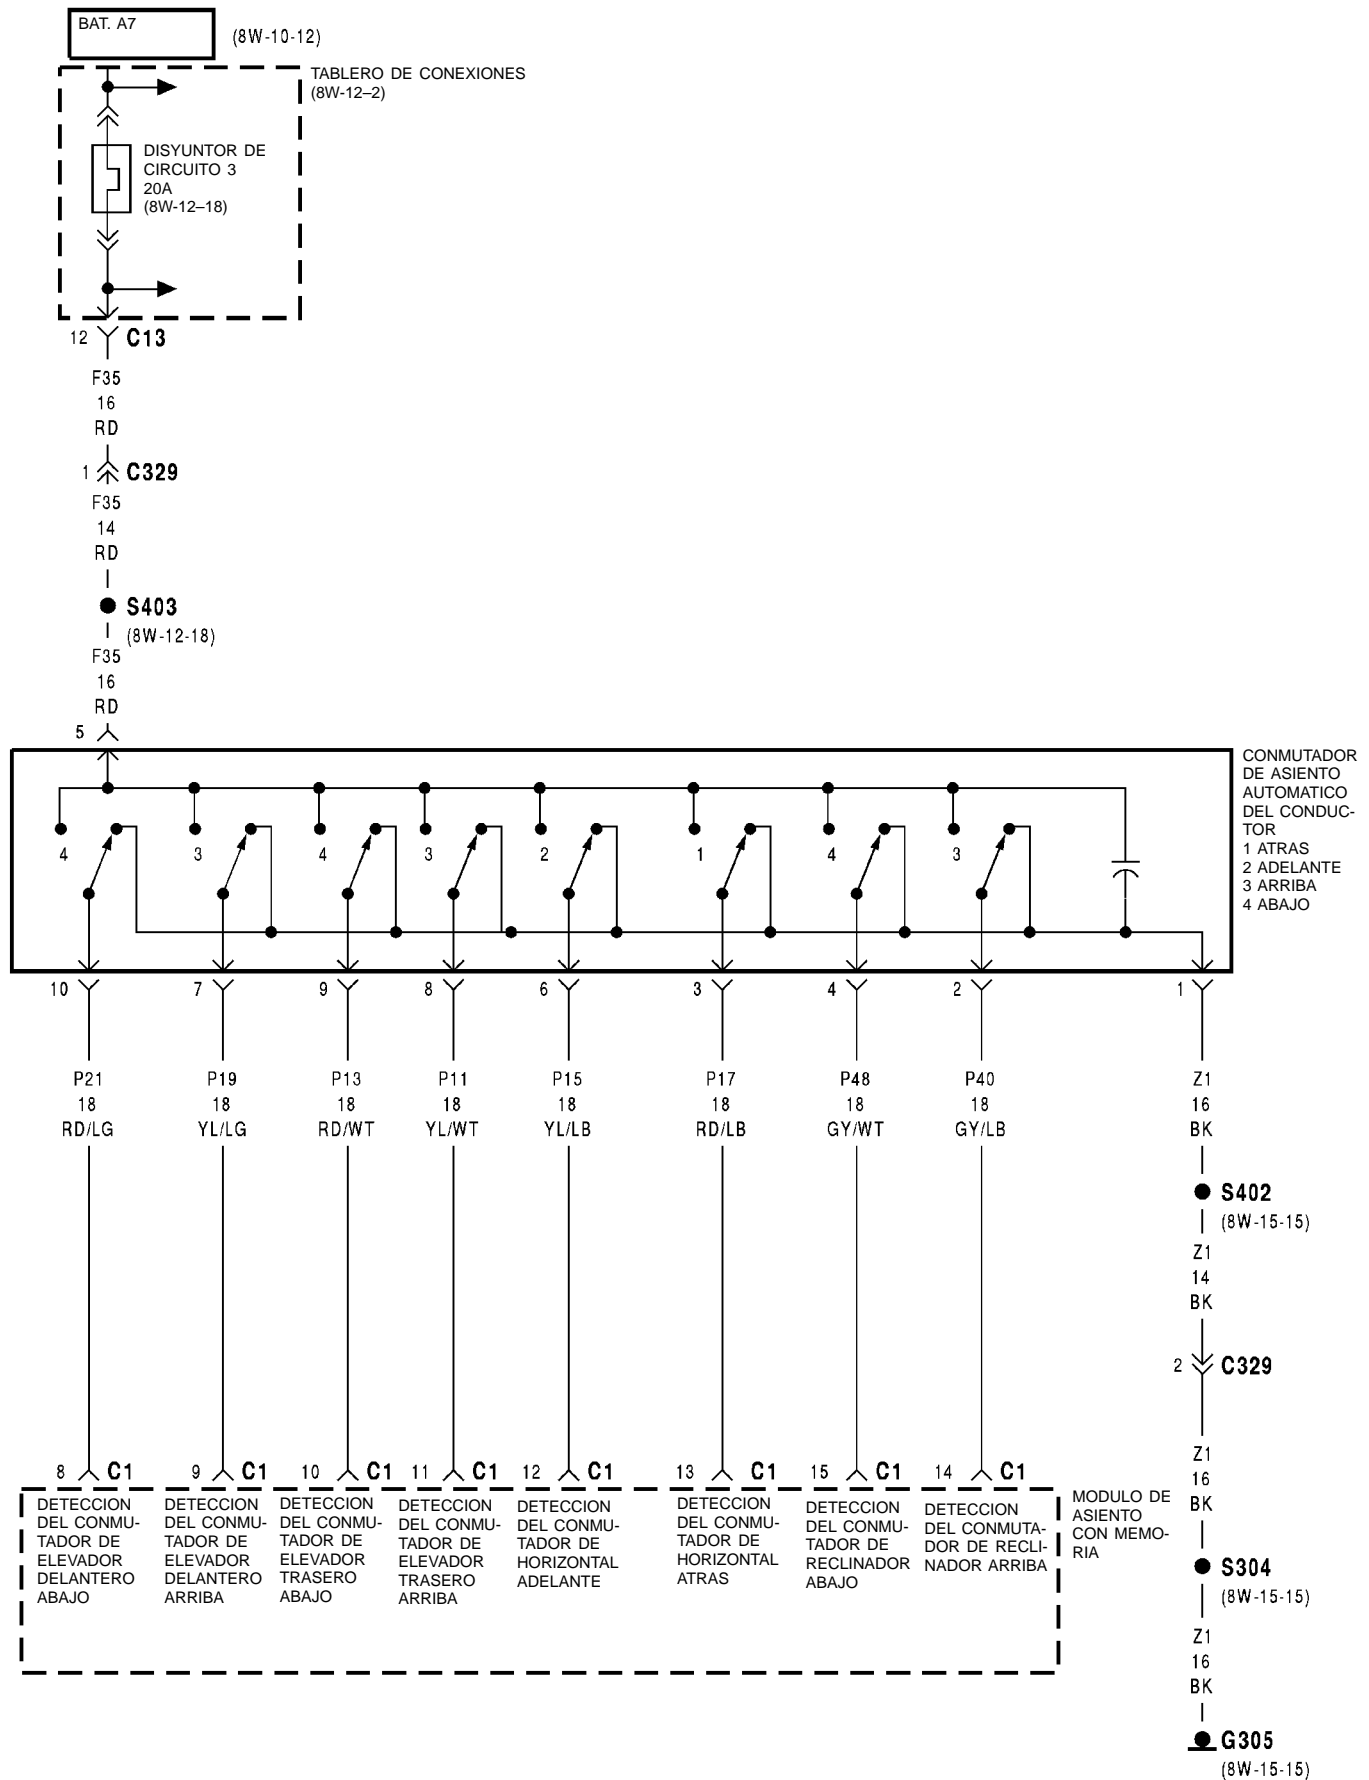 BAT. A7
(8W-10-12)
TABLERO DE CONEXIONES
(8W-12–2)
DISYUNTOR DE
CIRCUITO 3
20A
(8W-12–18)
12 C13
F35
16
RD
1 C329
F35
14
RD
S403
(8W-12-18)
F35
16
RD
5
CONMUTADOR
DE ASIENTO
AUTOMATICO
DEL CONDUC-
TOR
1 ATRAS
2 ADELANTE
3 ARRIBA
4 ABAJO
4 3 4 3 2 1 4 3
10 7 9 8 6 3 4 2 1
P21 P19 P13 P11 P15 P17 P48 P40 Z1
18 18 18 18 18 18 18 18 16
RD/LG YL/LG RD/WT YL/WT YL/LB RD/LB GY/WT GY/LB BK
S402
(8W-15-15)
Z1
14
BK
2 C329
Z1
16
BK
S304
(8W-15-15)
Z1
16
BK
G305
(8W-15-15)
8 C1 9 C1 10 C1 11 C1 12 C1 13 C1 15 C1 14 C1
DETECCION
DEL CONMU-
TADOR DE
ELEVADOR
DELANTERO
ABAJO
DETECCION
DEL CONMU-
TADOR DE
ELEVADOR
DELANTERO
ARRIBA
DETECCION
DEL CONMU-
TADOR DE
ELEVADOR
TRASERO
ABAJO
DETECCION
DEL CONMU-
TADOR DE
ELEVADOR
TRASERO
ARRIBA
DETECCION
DEL CONMU-
TADOR DE
HORIZONTAL
ADELANTE
DETECCION
DEL CONMU-
TADOR DE
HORIZONTAL
ATRAS
DETECCION
DEL CONMU-
TADOR DE
RECLINADOR
ABAJO
DETECCION
DEL CONMUTA-
DOR DE RECLI-
NADOR ARRIBA
MODULO DE
ASIENTO
CON MEMO-
RIA